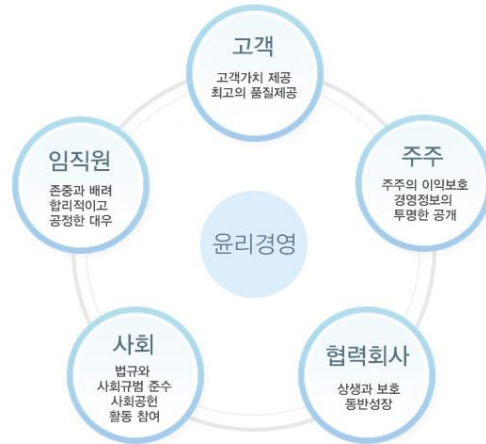 고객
고객가치 제공
최고의 품질제공
임직원
존중과 배려
합리적이고
공정한 대우
주주
주주의 이익보호
경영정보의
투명한 공개
윤리경영
사회
법규와
사회규범 준수
사회공헌
활동 참여
협력회사
상생과 보호
동반성장